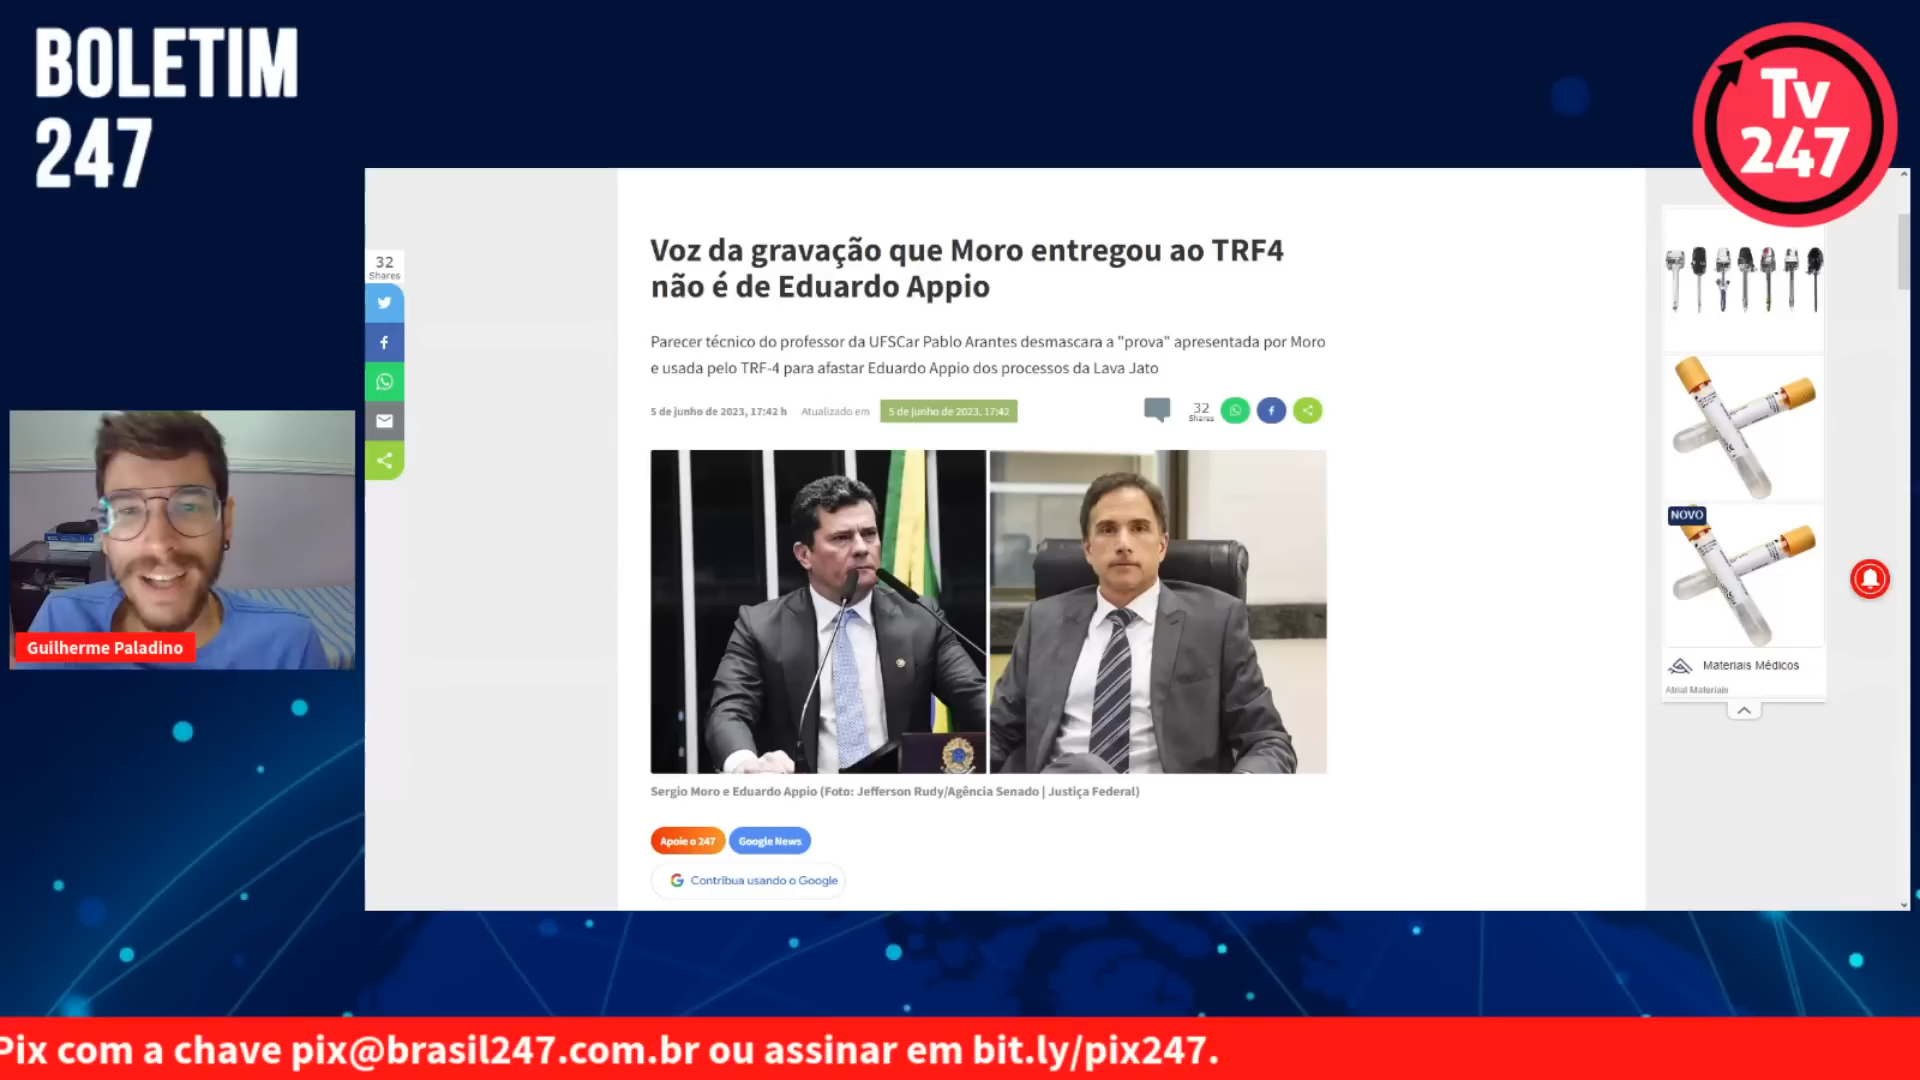 BOLETIM
247
Tv
247
Voz da gravação que Moro entregou ao TRF4
não é de Eduardo Appio
32
Shares
Parecer técnico do professor da UFSCar Pablo Arantes desmascara a "prova" apresentada por Moro
e usada pelo TRF-4 para afastar Eduardo Appio dos processos da Lava Jato
5 de junho de 2023, 17:42 h Atualizado em 5 de junho de 2023, 17:42
32
Shares
NOVO
Guilherme Paladino
Materiais Médicos
Atrial Materiais
Sergio Moro e Eduardo Appio (Foto: Jefferson Rudy/Agência Senado | Justiça Federal)
Apoie o 247 Google News
Contribua usando o Google
Pix com a chave pix@brasil247.com.br ou assinar em bit.ly/pix247.